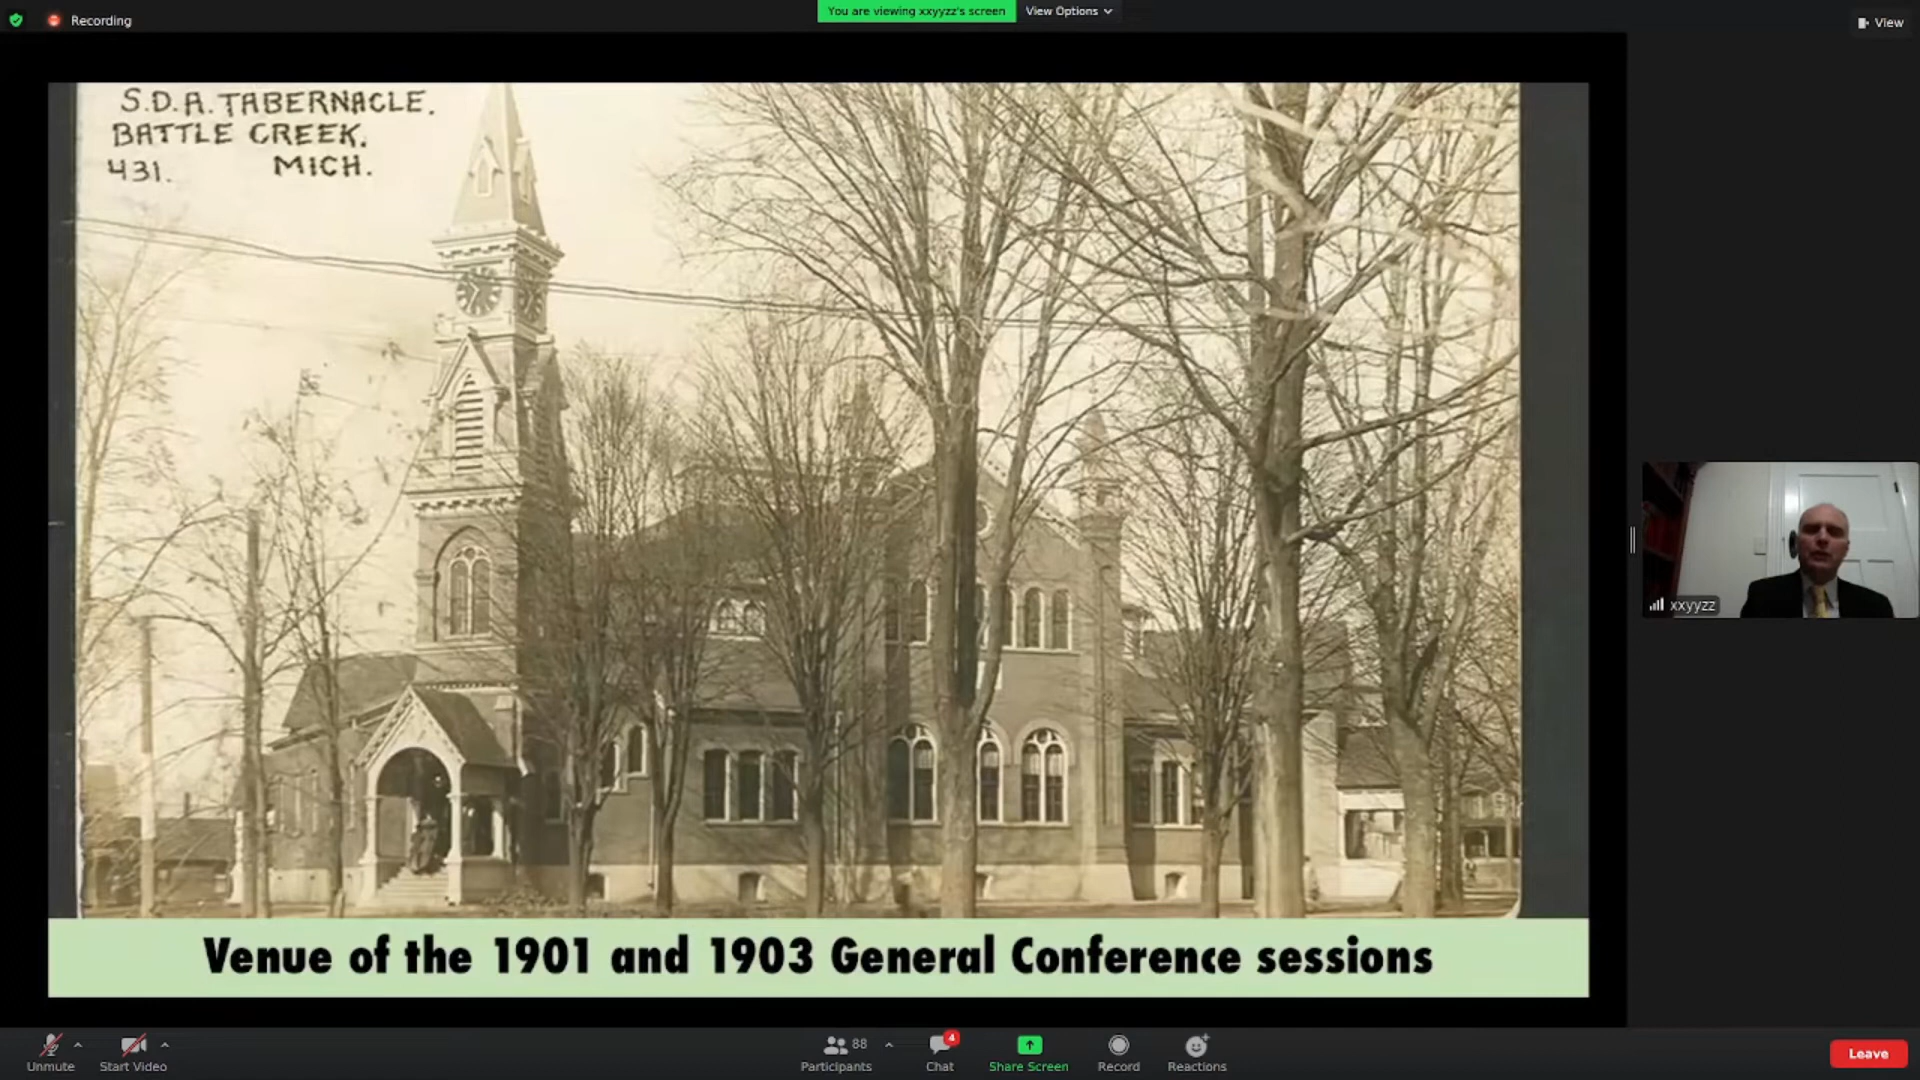 Recording
You are viewing xxyyzz's screen
View Options
View
S.D.A. TABERNACLE.
BATTLE CREEK.
431. MICH.
xxyyzz
Venue of the 1901 and 1903 General Conference sessions
Unmute
Start Video
88
Participants
4
Chat
Share Screen
Record
Reactions
Leave